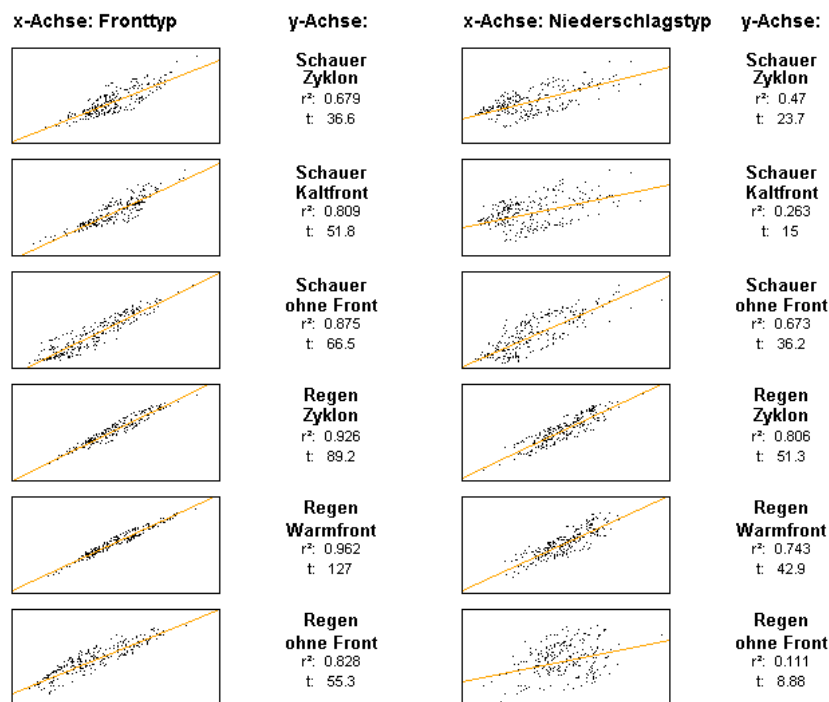 x-Achse: Fronttyp
y-Achse:
x-Achse: Niederschlagstyp
y-Achse:
Schauer
Zyklon
r²: 0.679
t: 36.6
Schauer
Zyklon
r²: 0.47
t: 23.7
Schauer
Kaltfront
r²: 0.809
t: 51.8
Schauer
Kaltfront
r²: 0.263
t: 15
Schauer
ohne Front
r²: 0.875
t: 66.5
Schauer
ohne Front
r²: 0.673
t: 36.2
Regen
Zyklon
r²: 0.926
t: 89.2
Regen
Zyklon
r²: 0.806
t: 51.3
Regen
Warmfront
r²: 0.962
t: 127
Regen
Warmfront
r²: 0.743
t: 42.9
Regen
ohne Front
r²: 0.828
t: 55.3
Regen
ohne Front
r²: 0.111
t: 8.88